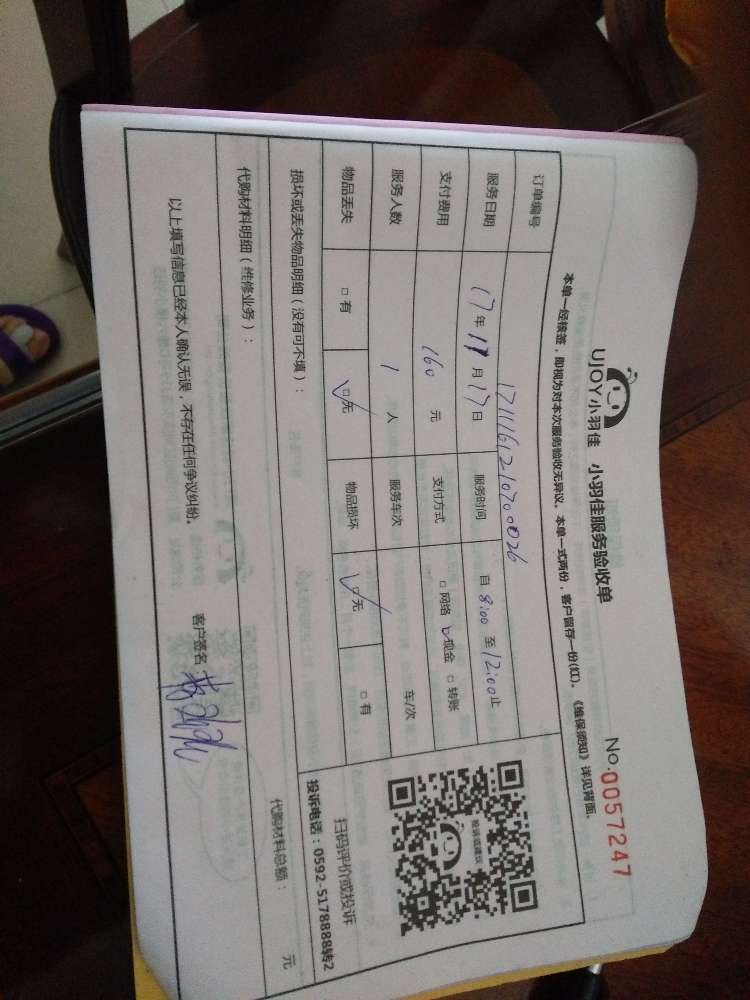 UJOY小羽佳 小羽佳服务验收单
No.0057247
本单一经核签，即视为对本次服务验收无异议。本单一式两份，客户留存一份(红)。《维保须知》详见背面。
订单编号 1711161210700026
服务日期 17年11月17日 服务时间 自8:00至12:00止
支付费用 160元 支付方式 □网络 ☑现金 □转账
服务人数 1人 服务车次 车/次
物品丢失 □有 ☑无 物品损坏 ☑无 □有
损坏或丢失物品明细（没有可不填）：
扫码评价或投诉
投诉电话：0592-5178888转2
代购材料明细（维修业务）： 代购材料总额： 元
以上填写信息已经本人确认无误，不存在任何争议纠纷。 客户签名：